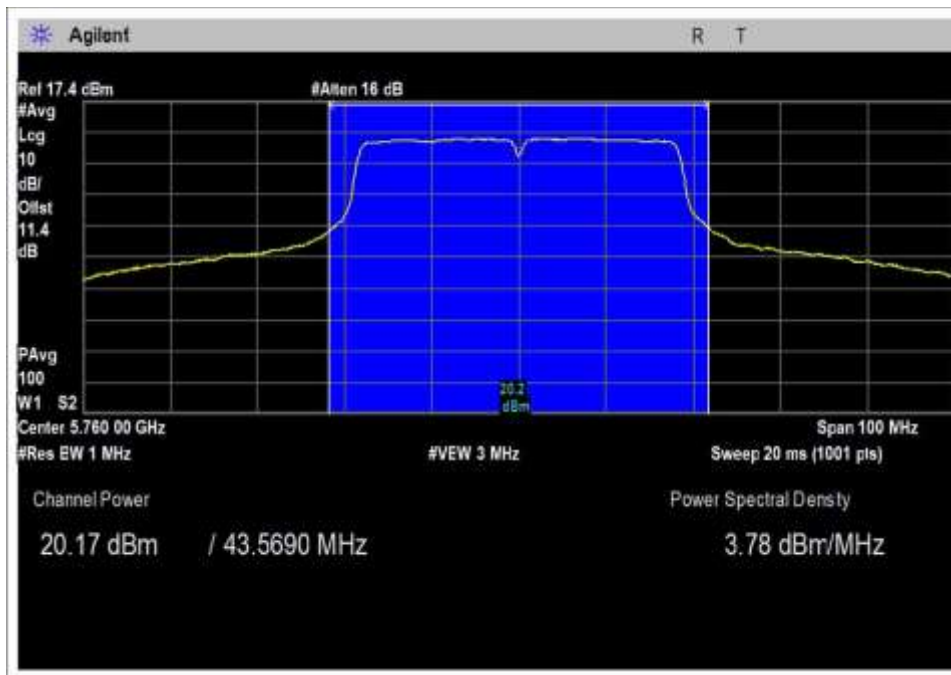 Agilent
R T
Ref 17.4 dBm #Atten 16 dB
#Avg
Log
10
dB/
Offst
11.4
dB
PAvg
100
W1 S2
20.2
dBm
Center 5.760 00 GHz Span 100 MHz
#Res BW 1 MHz #VBW 3 MHz Sweep 20 ms (1001 pts)
Channel Power Power Spectral Density
20.17 dBm / 43.5690 MHz 3.78 dBm/MHz